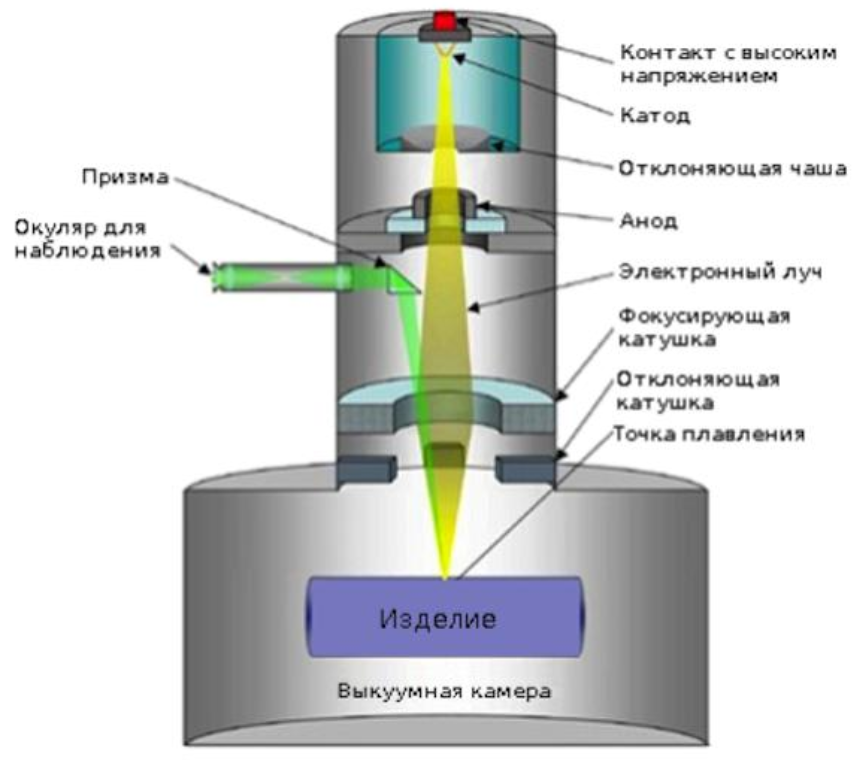 Контакт с высоким
напряжением
Катод
Отклоняющая чаша
Призма
Анод
Окуляр для
наблюдения
Электронный луч
Фокусирующая
катушка
Отклоняющая
катушка
Точка плавления
Изделие
Выкуумная камера